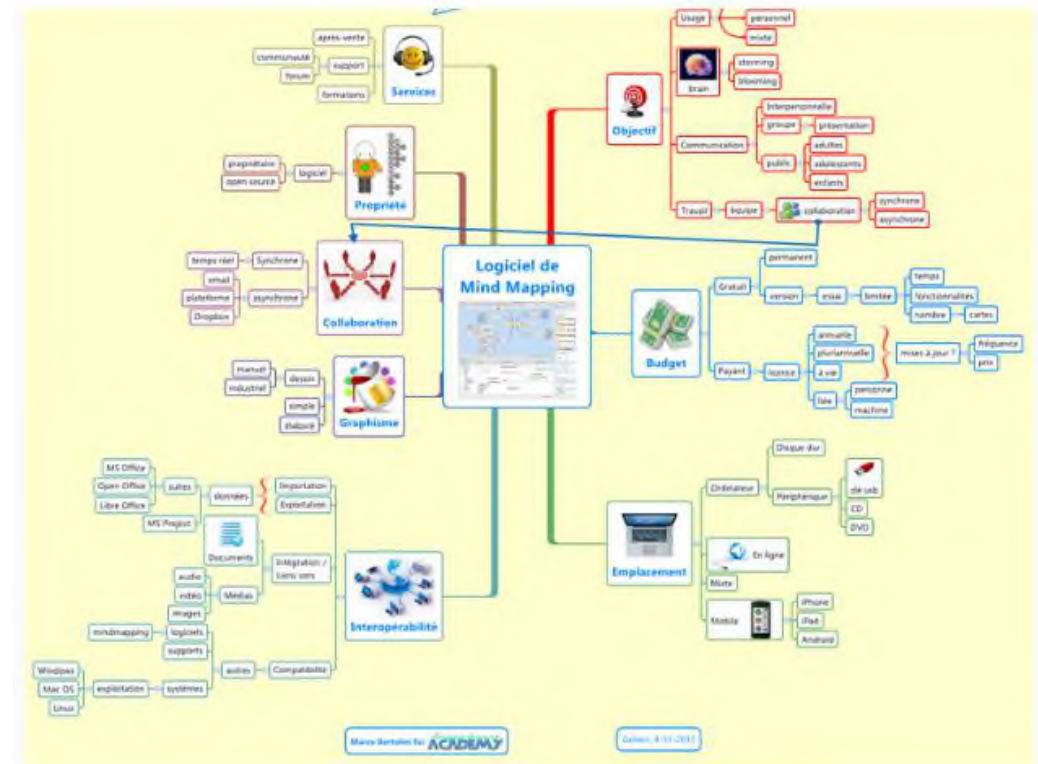 Logiciel de
Mind Mapping
Objectif
Usage
personnel
mixte
brain
storming
blooming
Communication
Interpersonnelle
groupe
présentation
public
adultes
adolescents
enfants
Travail
Equipe
collaboration
synchrone
asynchrone
Budget
Gratuit
permanent
version
essai
limitée
temps
fonctionnalités
nombre
cartes
Payant
licence
annuelle
pluriannuelle
à vie
liée
personne
machine
mises à jour ?
fréquence
prix
Emplacement
Ordinateur
Disque dur
Périphérique
clé usb
CD
DVD
En ligne
Mixte
Mobile
iPhone
iPad
Android
Services
après-vente
support
communauté
forum
formations
Propriété
logiciel
propriétaire
open source
Collaboration
Synchrone
temps réel
asynchrone
email
plateforme
Dropbox
Graphisme
dessin
manuel
industriel
simple
élaboré
Interopérabilité
Importation
Exportation
données
suites
MS Office
Open Office
Libre Office
MS Project
Intégration /
liens vers
Documents
Médias
audio
vidéo
images
Compatibilité
autres
logiciels
mindmapping
supports
systèmes
exploitation
Windows
Mac OS
Linux
ACADEMY